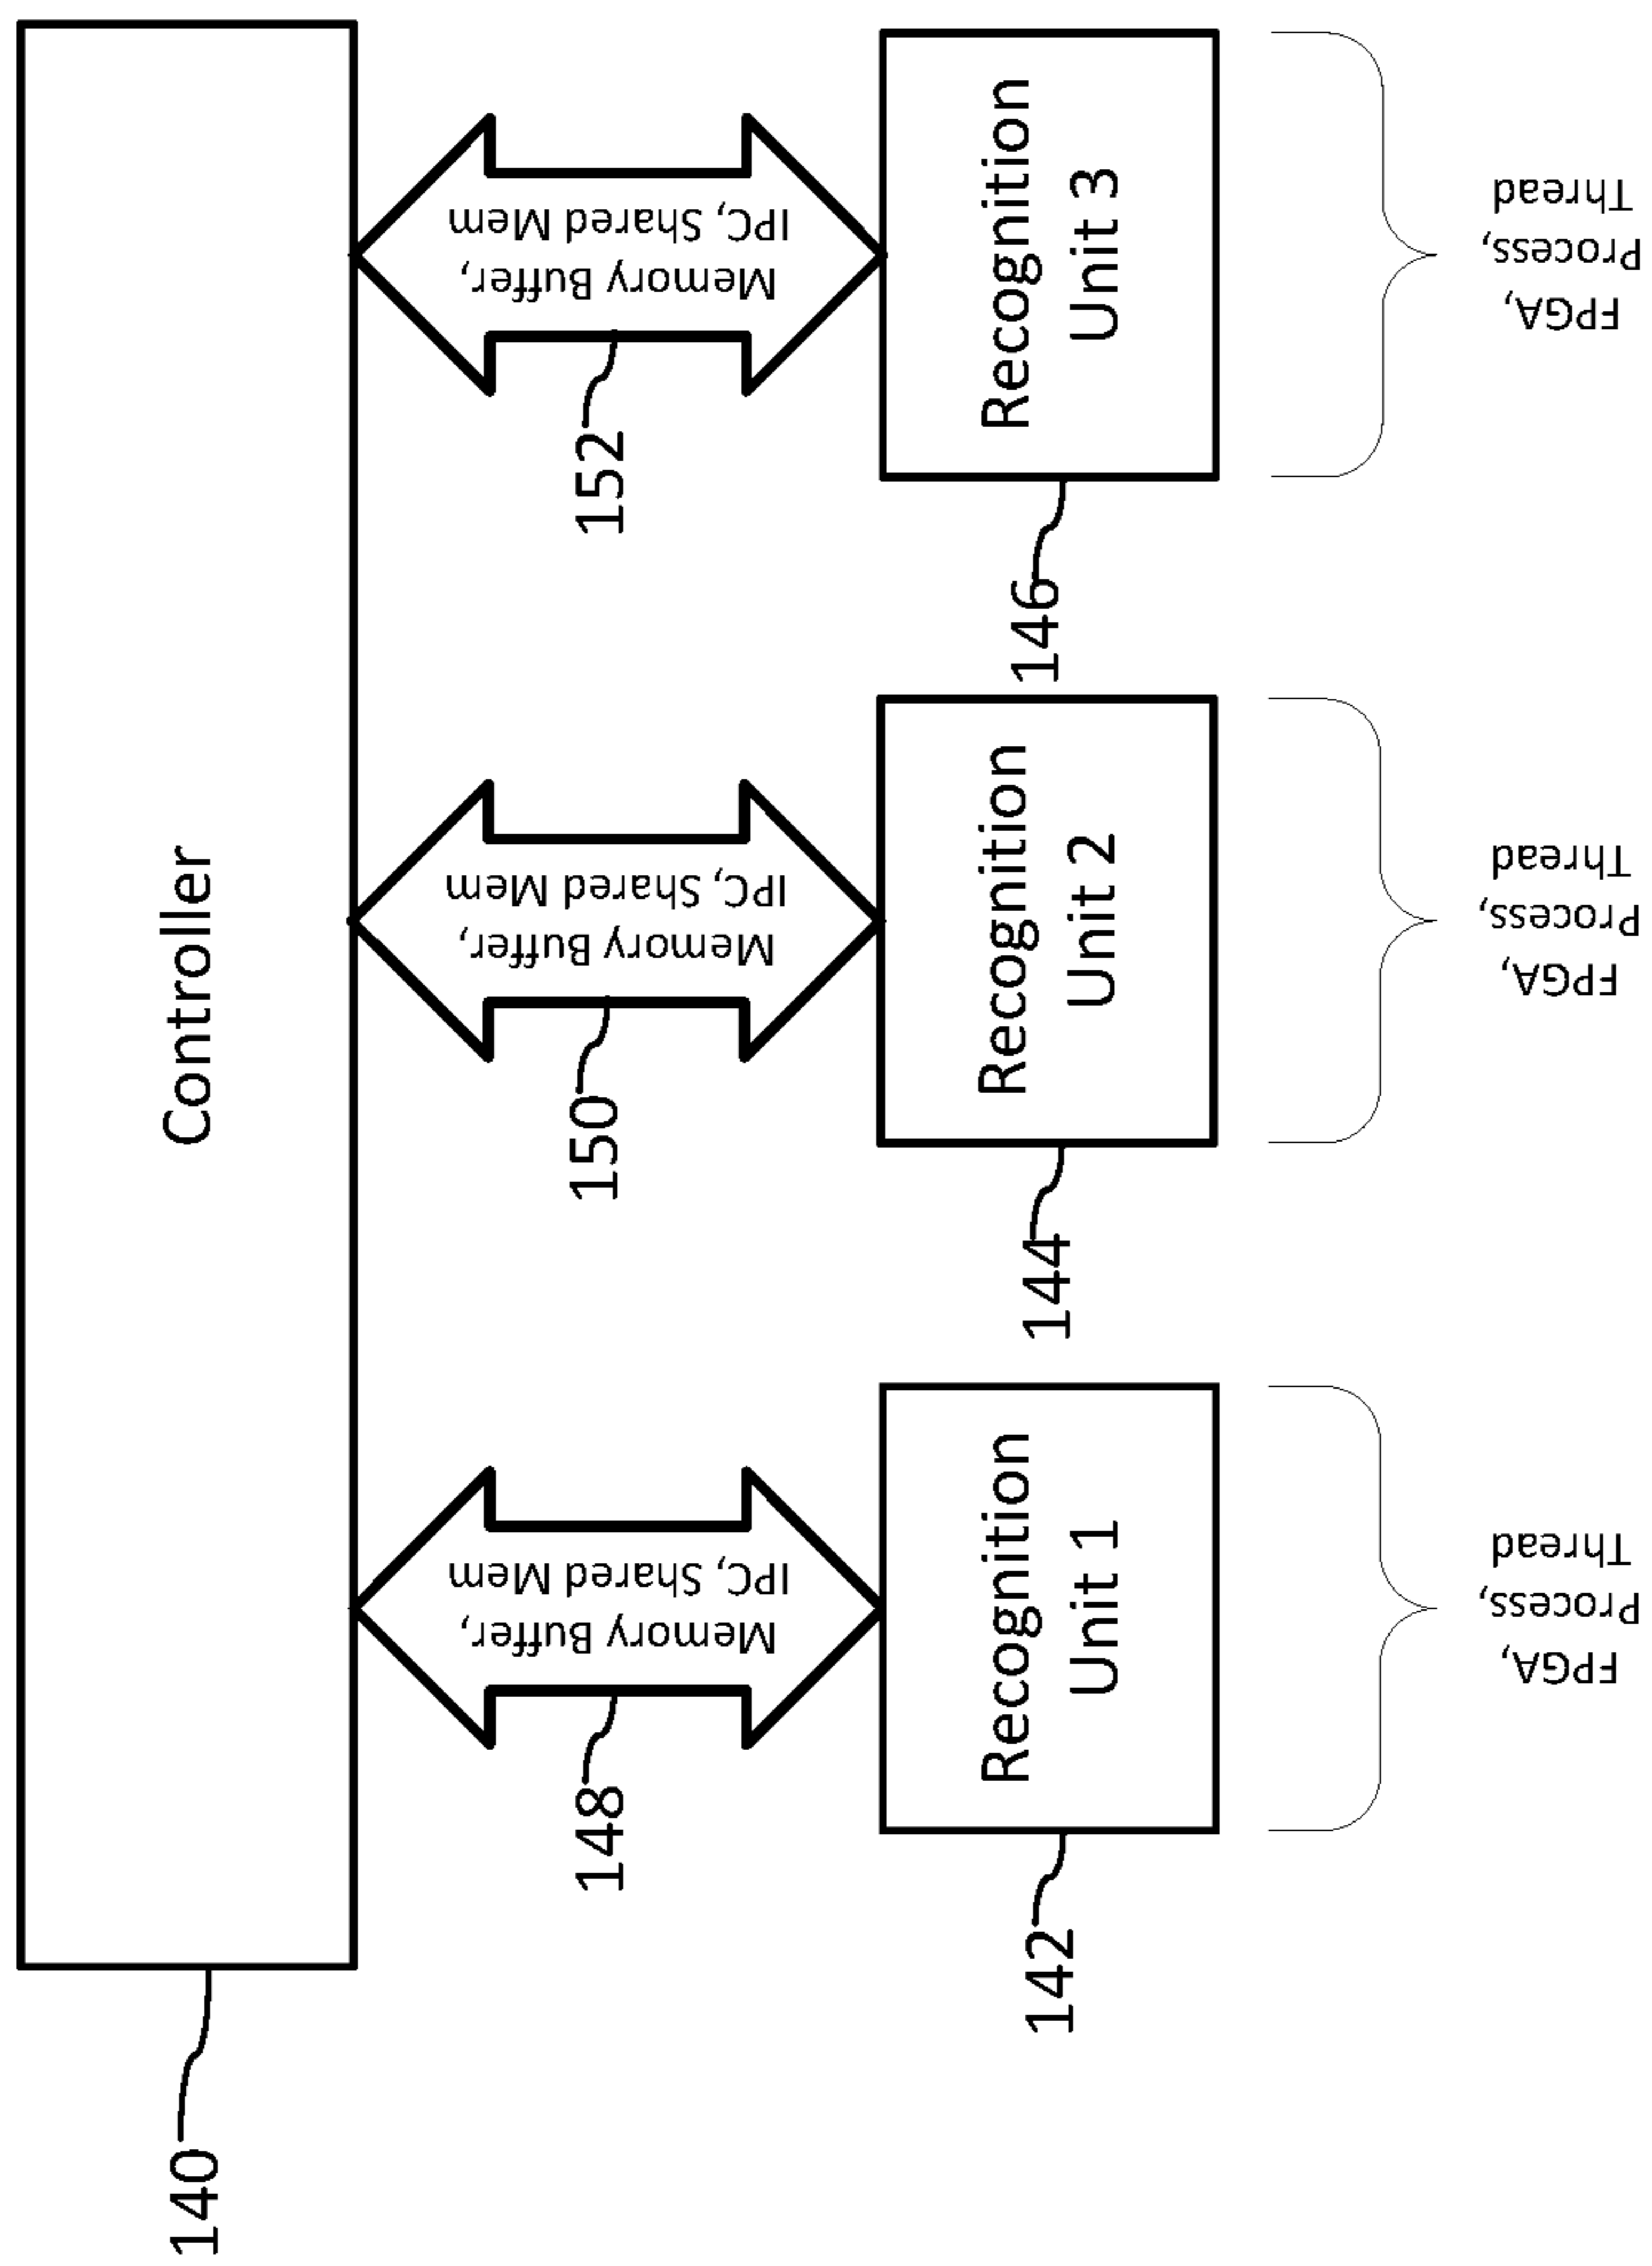 Controller
140
148
Memory Buffer,
IPC, Shared Mem
150
Memory Buffer,
IPC, Shared Mem
152
Memory Buffer,
IPC, Shared Mem
142
Recognition
Unit 1
144
Recognition
Unit 2
146
Recognition
Unit 3
FPGA,
Process,
Thread
FPGA,
Process,
Thread
FPGA,
Process,
Thread